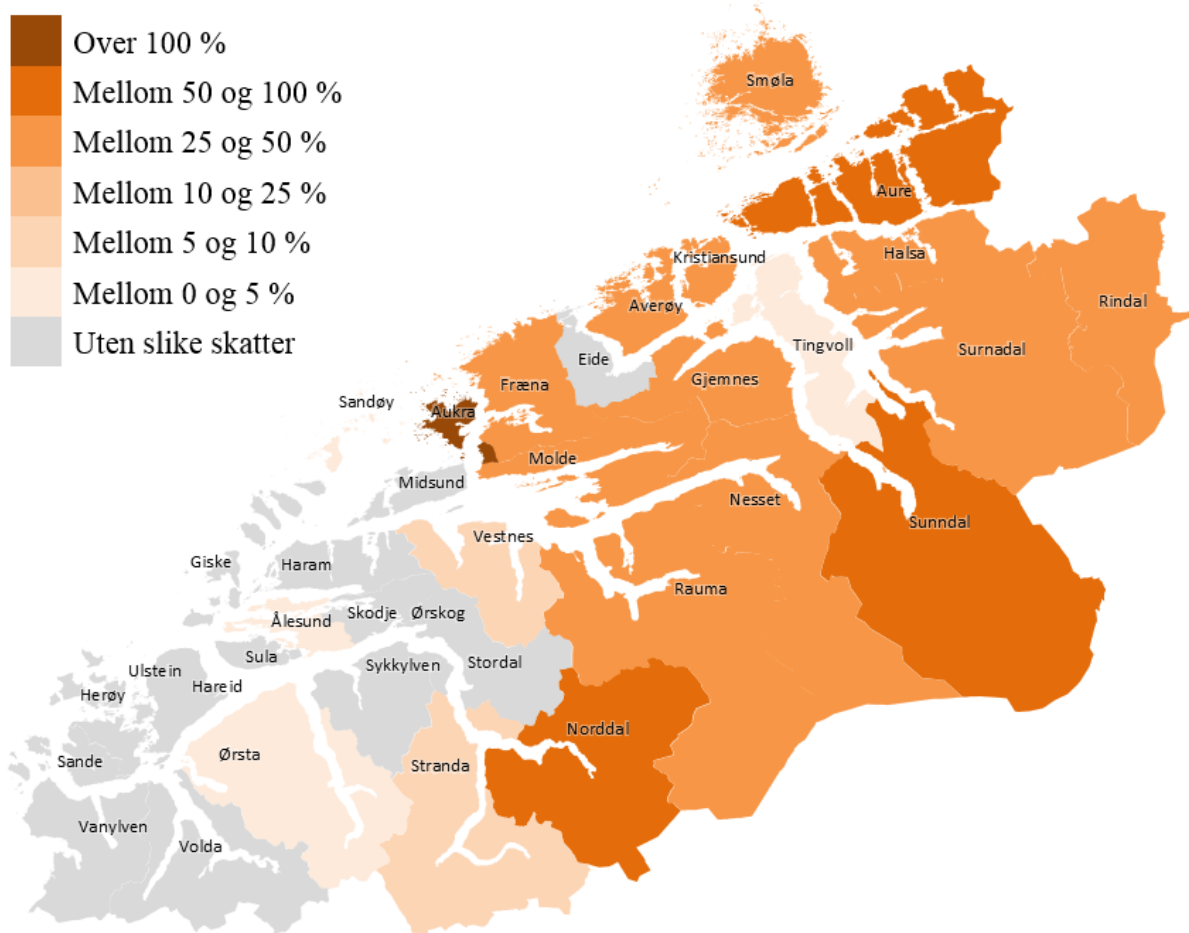 Over 100 %
Mellom 50 og 100 %
Mellom 25 og 50 %
Mellom 10 og 25 %
Mellom 5 og 10 %
Mellom 0 og 5 %
Uten slike skatter
Smøla
Aure
Kristiansund
Halsa
Averøy
Rindal
Tingvoll
Surnadal
Eide
Gjemnes
Fræna
Sandøy
Aukra
Molde
Midsund
Nesset
Sunndal
Vestnes
Giske
Haram
Rauma
Skodje
Ørskog
Ålesund
Sula
Stordal
Sykkylven
Ulstein
Hareid
Herøy
Norddal
Ørsta
Sande
Stranda
Vanylven
Volda